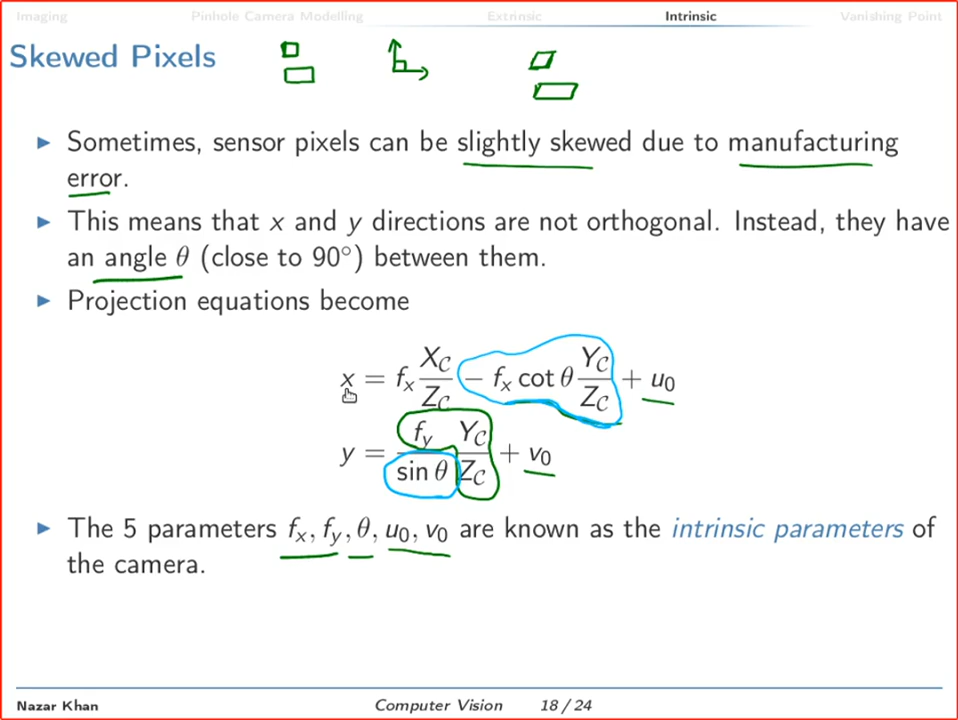 Imaging Pinhole Camera Modelling Extrinsic Intrinsic Vanishing Point
Skewed Pixels
▶ Sometimes, sensor pixels can be slightly skewed due to manufacturing
error.
▶ This means that x and y directions are not orthogonal. Instead, they have
an angle θ (close to 90°) between them.
▶ Projection equations become
x = f_x X_C/Z_C − f_x cot θ Y_C/Z_C + u_0
y = f_y/sin θ Y_C/Z_C + v_0
▶ The 5 parameters f_x, f_y, θ, u_0, v_0 are known as the intrinsic parameters of
the camera.
Nazar Khan Computer Vision 18 / 24